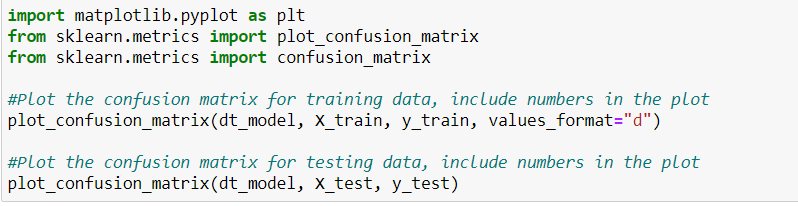 import matplotlib.pyplot as plt
from sklearn.metrics import plot_confusion_matrix
from sklearn.metrics import confusion_matrix
#Plot the confusion matrix for training data, include numbers in the plot
plot_confusion_matrix(dt_model, X_train, y_train, values_format="d")
#Plot the confusion matrix for testing data, include numbers in the plot
plot_confusion_matrix(dt_model, X_test, y_test)